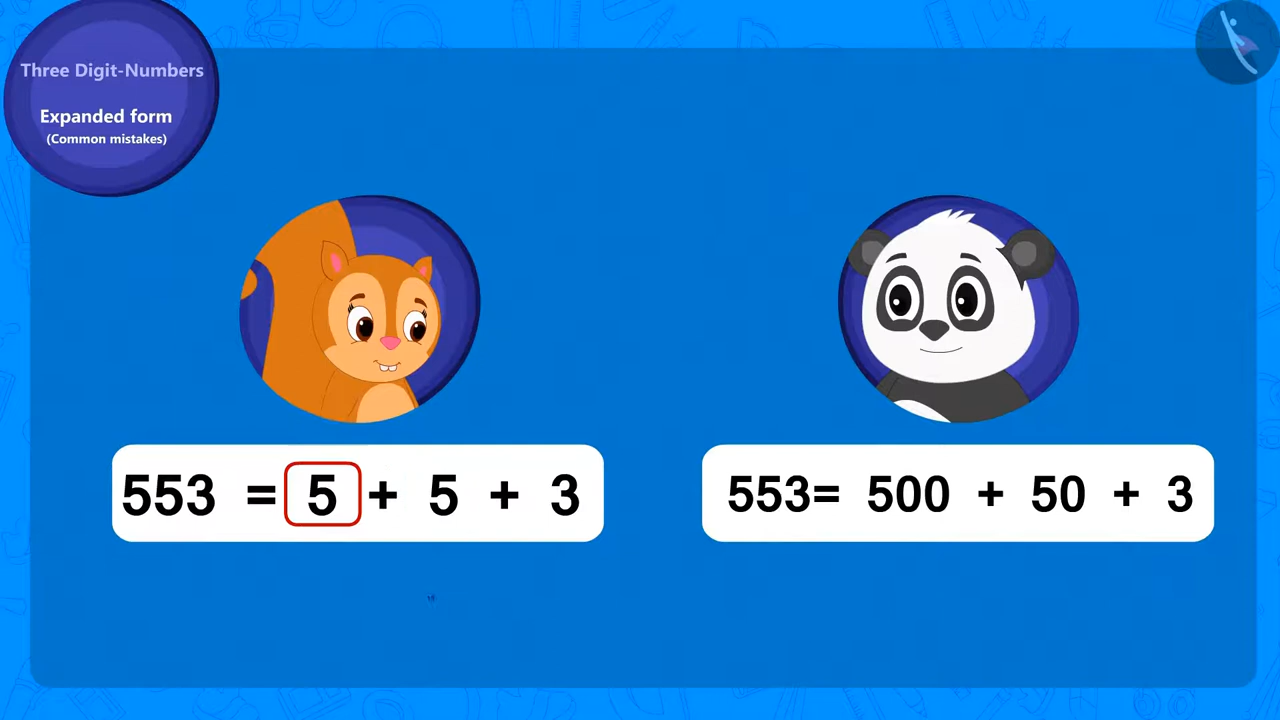 Three Digit-Numbers
Expanded form
(Common mistakes)
553 = 5 + 5 + 3
553= 500 + 50 + 3